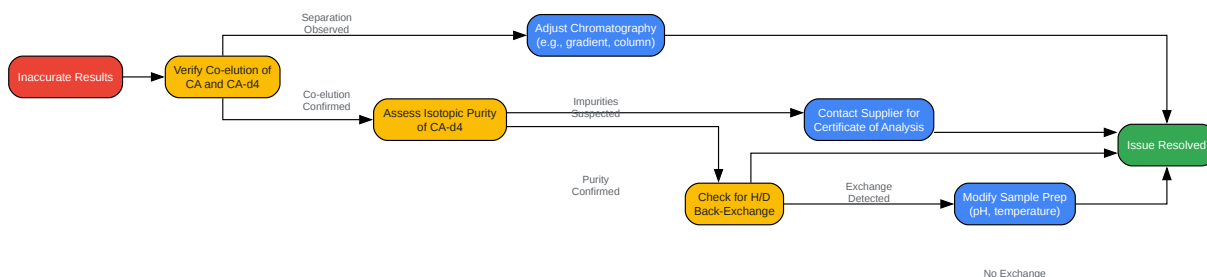 Separation
Observed
Adjust Chromatography
(e.g., gradient, column)
Inaccurate Results
Verify Co-elution of
CA and CA-d4
Co-elution
Confirmed
Assess Isotopic Purity
of CA-d4
Impurities
Suspected
Contact Supplier for
Certificate of Analysis
Issue Resolved
Purity
Confirmed
Check for H/D
Back-Exchange
Exchange
Detected
Modify Sample Prep
(pH, temperature)
No Exchange